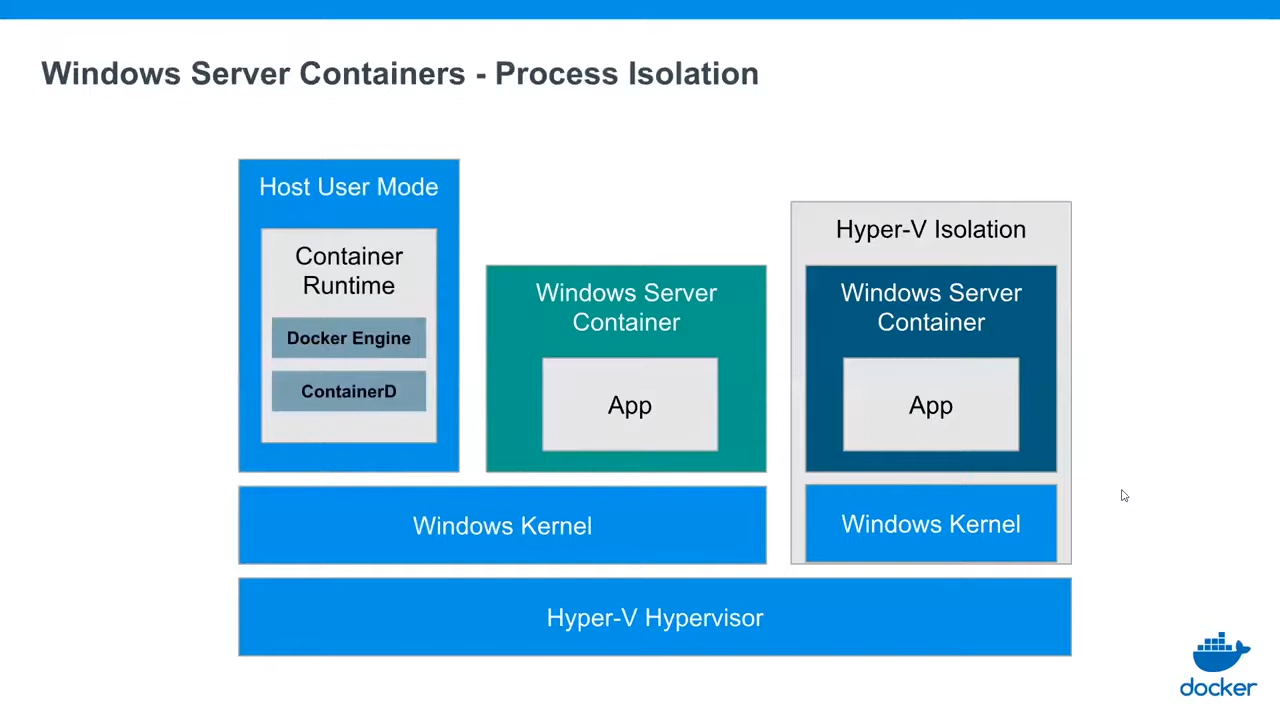 Windows Server Containers - Process Isolation
Host User Mode
Container
Runtime
Docker Engine
ContainerD
Windows Server
Container
App
Hyper-V Isolation
Windows Server
Container
App
Windows Kernel
Windows Kernel
Hyper-V Hypervisor
docker